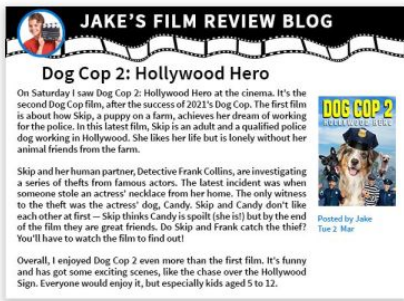 JAKE'S FILM REVIEW BLOG
Dog Cop 2: Hollywood Hero
On Saturday I saw Dog Cop 2: Hollywood Hero at the cinema. It's the
second Dog Cop film, after the success of 2021's Dog Cop. The first film
is about how Skip, a puppy on a farm, achieves her dream of working
for the police. In this latest film, Skip is an adult and a qualified police
dog working in Hollywood. She likes her life but is lonely without her
animal friends from the farm.
Skip and her human partner, Detective Frank Collins, are investigating
a series of thefts from famous actors. The latest incident was when
someone stole an actress' necklace from her home. The only witness
to the theft was the actress' dog, Candy. Skip and Candy don't like
each other at first — Skip thinks Candy is spoilt (she is!) but by the end
of the film they are great friends. Do Skip and Frank catch the thief?
You'll have to watch the film to find out!
Overall, I enjoyed Dog Cop 2 even more than the first film. It's funny
and has got some exciting scenes, like the chase over the Hollywood
Sign. Everyone would enjoy it, but especially kids aged 5 to 12.
DOG COP 2
HOLLYWOOD HERO
Posted by Jake
Tue 2 Mar